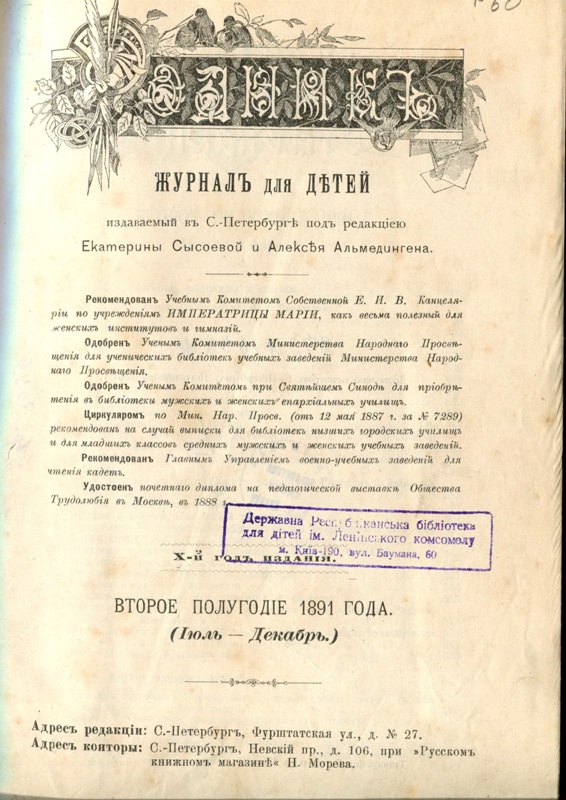 РОДНИКЪ
ЖУРНАЛЪ для ДѢТЕЙ
издаваемый въ С.-Петербургѣ подъ редакціею
Екатерины Сысоевой и Алексѣя Альмедингена.
Рекомендованъ Учебнымъ Комитетомъ Собственной Е. И. В. Канцеля-
ріи по учрежденіямъ ИМПЕРАТРИЦЫ МАРІИ, какъ весьма полезный для
женскихъ институтовъ и гимназій.
Одобренъ Ученымъ Комитетомъ Министерства Народнаго Просвѣ-
щенія для ученическихъ библіотекъ учебныхъ заведеній Министерства Народ-
наго Просвѣщенія.
Одобренъ Ученымъ Комитетомъ при Святѣйшемъ Синодѣ для пріобрѣ-
тенія въ библіотеки мужскихъ и женскихъ епархіальныхъ училищъ.
Циркуляромъ по Мин. Нар. Просв. (отъ 12 мая 1887 г. за № 7289)
рекомендованъ на случай выписки для библіотекъ низшихъ городскихъ училищъ
и для младшихъ классовъ среднихъ мужскихъ и женскихъ учебныхъ заведеній.
Рекомендованъ Главнымъ Управленіемъ военно-учебныхъ заведеній для
чтенія кадетъ.
Удостоенъ почетнаго диплома на педагогической выставкѣ Общества
Трудолюбія въ Москвѣ, въ 1888 г.
Державна Республіканська бібліотека
для дітей ім. Ленінського комсомолу
м. Київ-190, вул. Баумана, 60
X-й годъ изданія.
ВТОРОЕ ПОЛУГОДІЕ 1891 ГОДА.
(Іюль — Декабрь.)
Адресъ редакціи: С.-Петербургъ, Фурштатская ул., д. № 27.
Адресъ конторы: С.-Петербургъ, Невскій пр., д. 106, при »Русскомъ
книжномъ магазинѣ« Н. Морева.